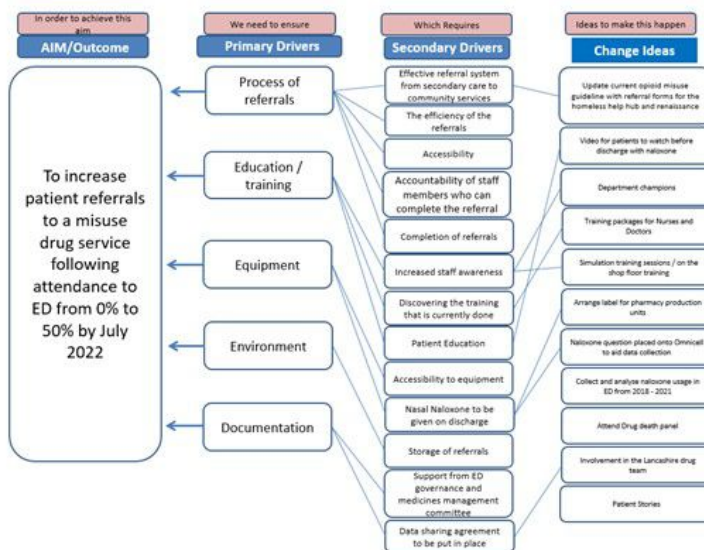 In order to achieve this
aim
AIM/Outcome
To increase
patient referrals
to a misuse
drug service
following
attendance to
ED from 0% to
50% by July
2022
We need to ensure
Primary Drivers
Process of
referrals
Education /
training
Equipment
Environment
Documentation
Which Requires
Secondary Drivers
Effective referral system
from secondary care to
community services
The efficiency of the
referrals
Accessibility
Accountability of staff
members who can
complete the referral
Completion of referrals
Increased staff awareness
Discovering the training
that is currently done
Patient Education
Accessibility to equipment
Nasal Naloxone to be
given on discharge
Storage of referrals
Support from ED
governance and
medicines management
committee
Data sharing agreement
to be put in place
Ideas to make this happen
Change Ideas
Update current opioid misuse
guideline with referral forms for the
homeless help hub and renaissance
Video for patients to watch before
discharge with naloxone
Department champions
Training packages for Nurses and
Doctors
Simulation training sessions / on the
shop floor training
Arrange label for pharmacy production
units
Naloxone question placed onto Omnicell
to aid data collection
Collect and analyse naloxone usage in
ED from 2018 - 2021
Attend Drug death panel
Involvement in the Lancashire drug
team
Patient Stories